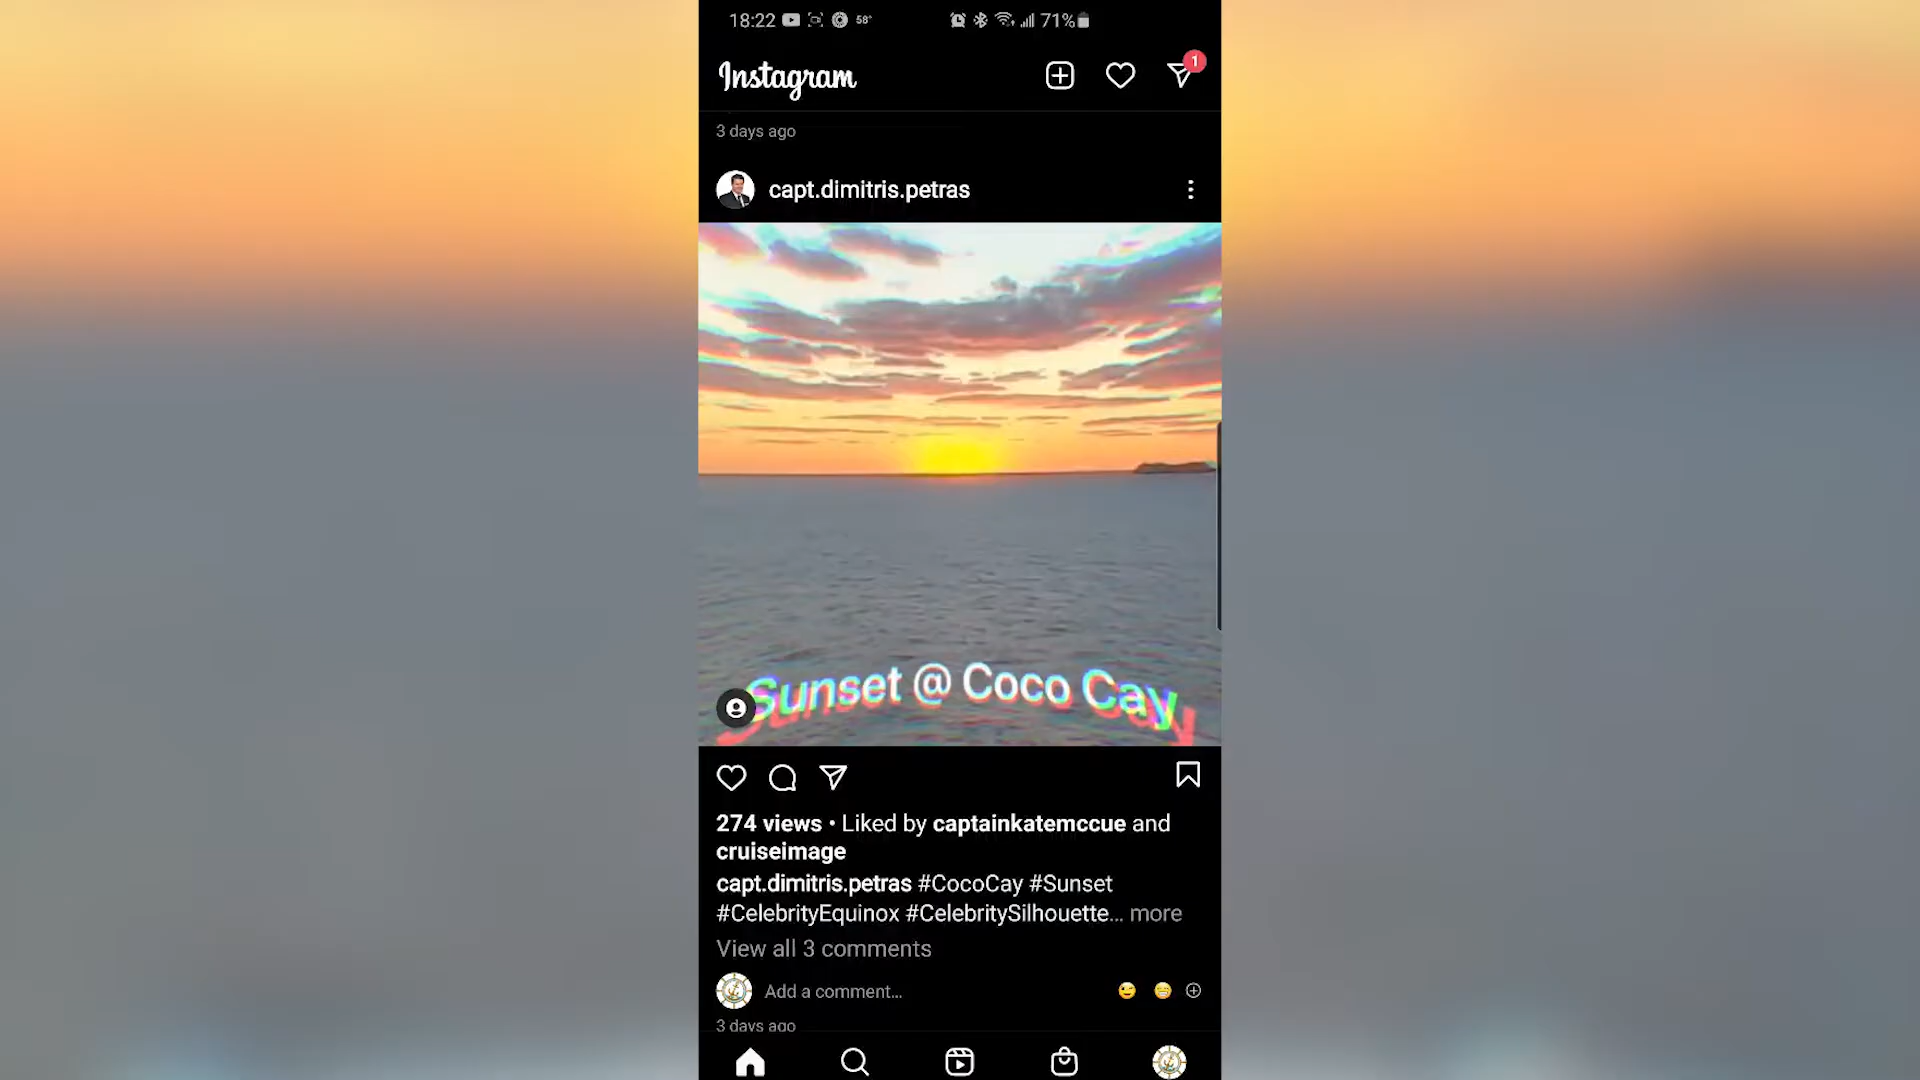 18:22 58° 71%
Instagram 1
3 days ago
capt.dimitris.petras
Sunset @ Coco Cay
274 views • Liked by captainkatemccue and
cruiseimage
capt.dimitris.petras #CocoCay #Sunset
#CelebrityEquinox #CelebritySilhouette... more
View all 3 comments
Add a comment...
3 days ago